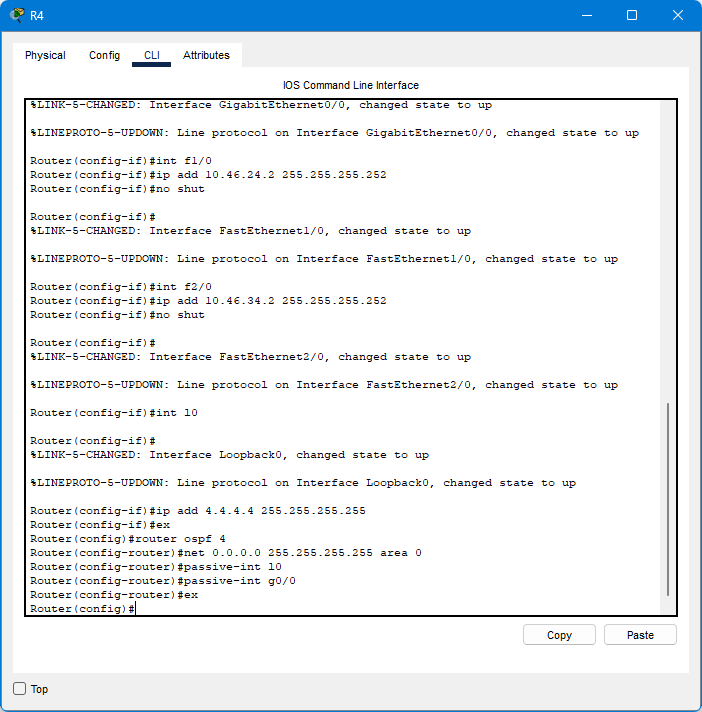 R4
Physical Config CLI Attributes
IOS Command Line Interface
%LINK-5-CHANGED: Interface GigabitEthernet0/0, changed state to up
%LINEPROTO-5-UPDOWN: Line protocol on Interface GigabitEthernet0/0, changed state to up
Router(config-if)#int f1/0
Router(config-if)#ip add 10.46.24.2 255.255.255.252
Router(config-if)#no shut
Router(config-if)#
%LINK-5-CHANGED: Interface FastEthernet1/0, changed state to up
%LINEPROTO-5-UPDOWN: Line protocol on Interface FastEthernet1/0, changed state to up
Router(config-if)#int f2/0
Router(config-if)#ip add 10.46.34.2 255.255.255.252
Router(config-if)#no shut
Router(config-if)#
%LINK-5-CHANGED: Interface FastEthernet2/0, changed state to up
%LINEPROTO-5-UPDOWN: Line protocol on Interface FastEthernet2/0, changed state to up
Router(config-if)#int l0
Router(config-if)#
%LINK-5-CHANGED: Interface Loopback0, changed state to up
%LINEPROTO-5-UPDOWN: Line protocol on Interface Loopback0, changed state to up
Router(config-if)#ip add 4.4.4.4 255.255.255.255
Router(config-if)#ex
Router(config)#router ospf 4
Router(config-router)#net 0.0.0.0 255.255.255.255 area 0
Router(config-router)#passive-int l0
Router(config-router)#passive-int g0/0
Router(config-router)#ex
Router(config)#
Copy Paste
Top